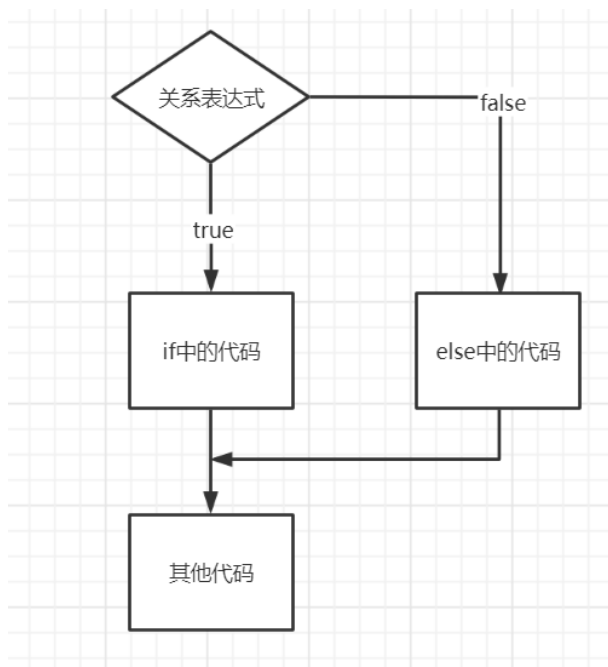 关系表达式
false
true
if中的代码
else中的代码
其他代码